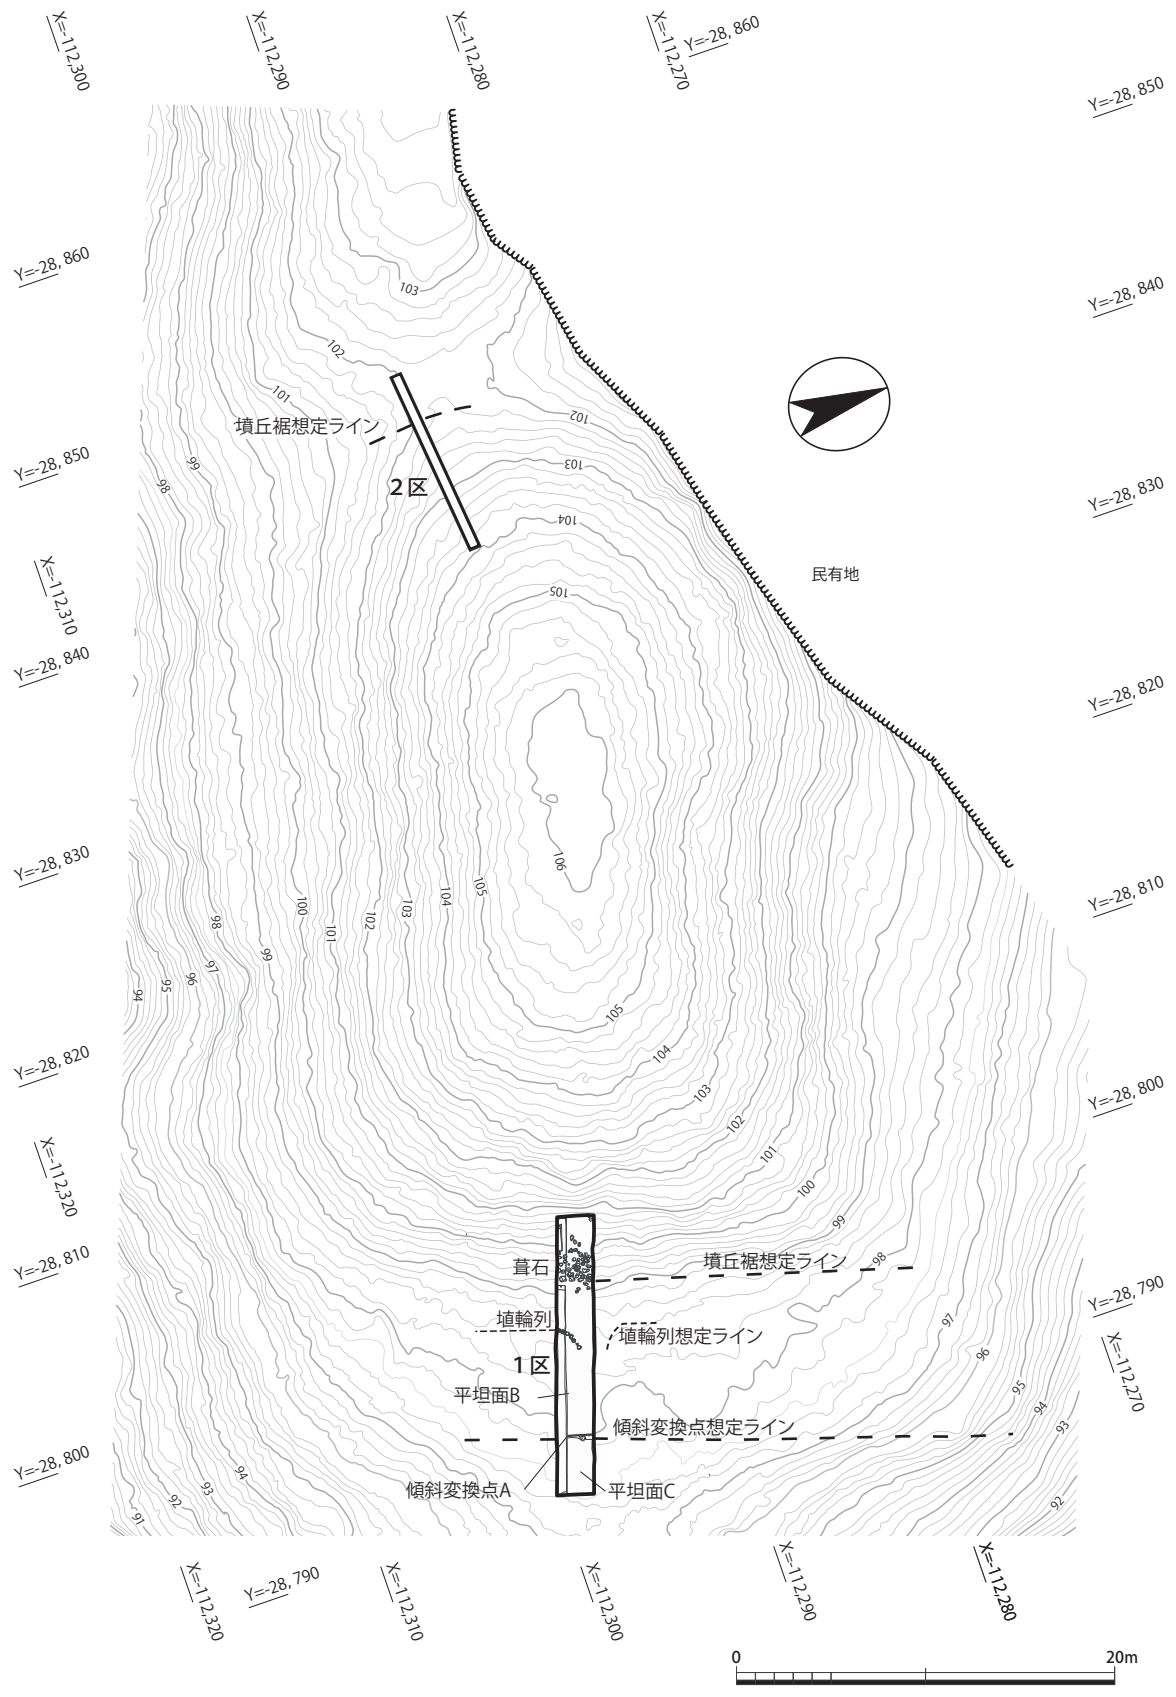 X=-112,300
X=-112,290
X=-112,280
X=-112,270
Y=-28, 860
Y=-28, 850
Y=-28, 860
Y=-28, 840
103
102
101
墳丘裾想定ライン
102
Y=-28, 850
99
98
103
2区
Y=-28, 830
104
民有地
105
X=-112,310
Y=-28, 840
Y=-28, 820
106
Y=-28, 830
105
104
103
102
101
100
99
98
97
96
95
94
Y=-28, 810
105
104
103
102
101
100
99
98
Y=-28, 820
Y=-28, 800
X=-112,320
Y=-28, 810
葺石
墳丘裾想定ライン
Y=-28, 790
埴輪列
埴輪列想定ライン
97
96
95
94
93
92
X=-112,270
1区
平坦面B
傾斜変換点想定ライン
Y=-28, 800
94
93
92
91
傾斜変換点A
平坦面C
X=-112,320
Y=-28, 790
X=-112,310
X=-112,300
X=-112,290
X=-112,280
0
20m